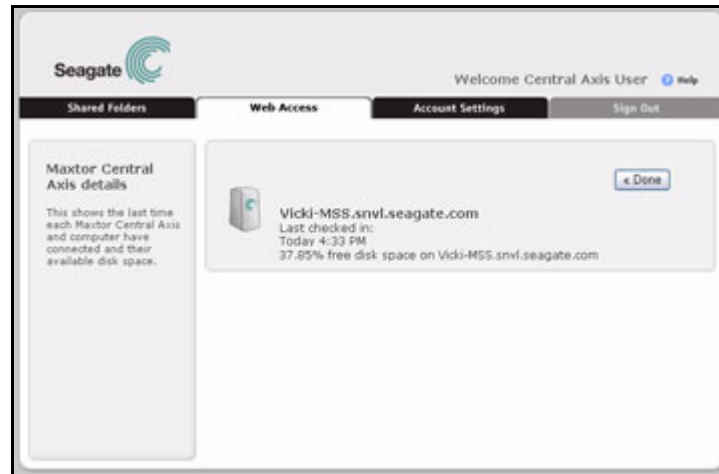 Seagate
Welcome Central Axis User ? Help
Shared Folders
Web Access
Account Settings
Sign Out
Maxtor Central
Axis details
This shows the last time
each Maxtor Central Axis
and computer have
connected and their
available disk space.
« Done
Vicki-MSS.snvl.seagate.com
Last checked in:
Today 4:33 PM
37.85% free disk space on Vicki-MSS.snvl.seagate.com